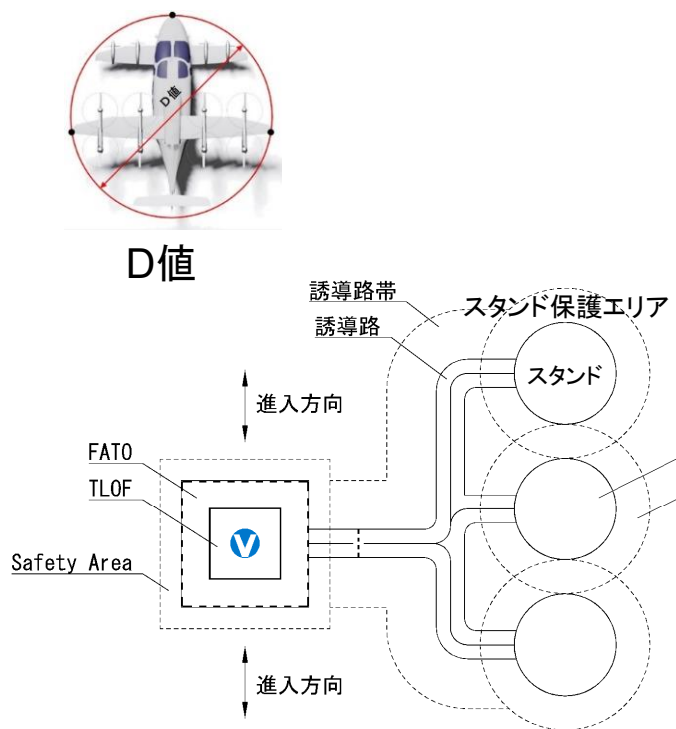 D値
D値
誘導路帯
スタンド保護エリア
誘導路
スタンド
進入方向
FATO
TLOF
V
Safety Area
進入方向